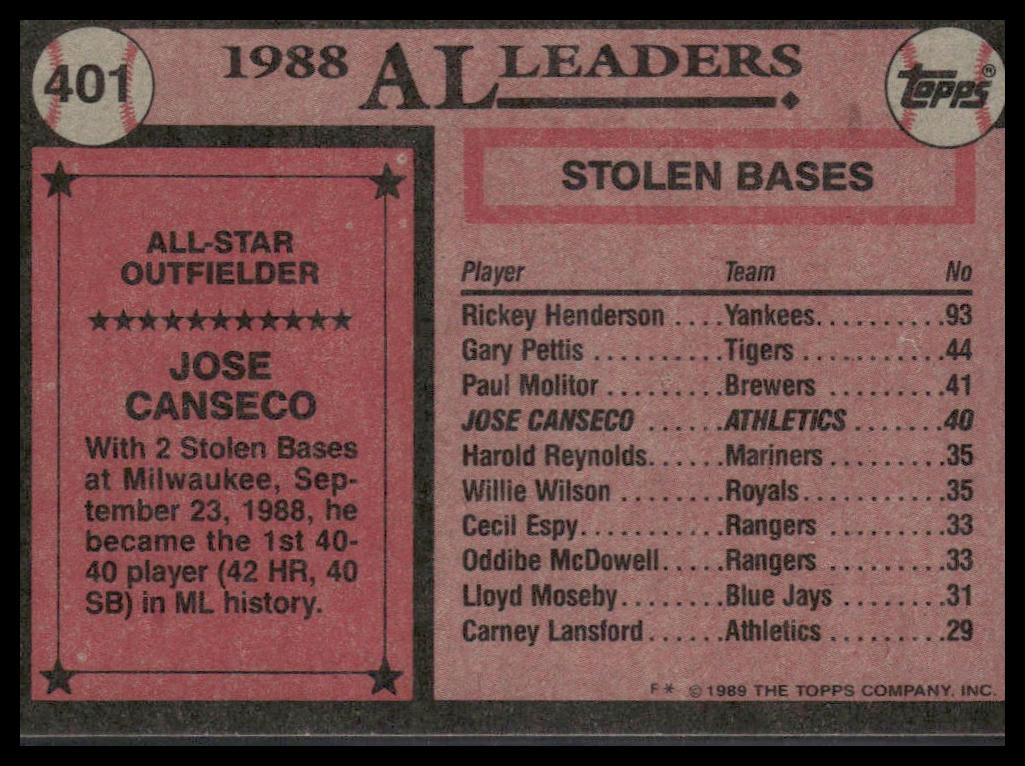 401
1988 AL LEADERS
TOPPS®
ALL-STAR
OUTFIELDER
JOSE
CANSECO
With 2 Stolen Bases
at Milwaukee, Sep-
tember 23, 1988, he
became the 1st 40-
40 player (42 HR, 40
SB) in ML history.
STOLEN BASES
Player Team No
Rickey Henderson ....Yankees..........93
Gary Pettis ..........Tigers ...........44
Paul Molitor .........Brewers .........41
JOSE CANSECO ......ATHLETICS .......40
Harold Reynolds......Mariners .........35
Willie Wilson ........Royals...........35
Cecil Espy...........Rangers .........33
Oddibe McDowell.....Rangers .........33
Lloyd Moseby........Blue Jays ........31
Carney Lansford ......Athletics .........29
F* ©1989 THE TOPPS COMPANY, INC.